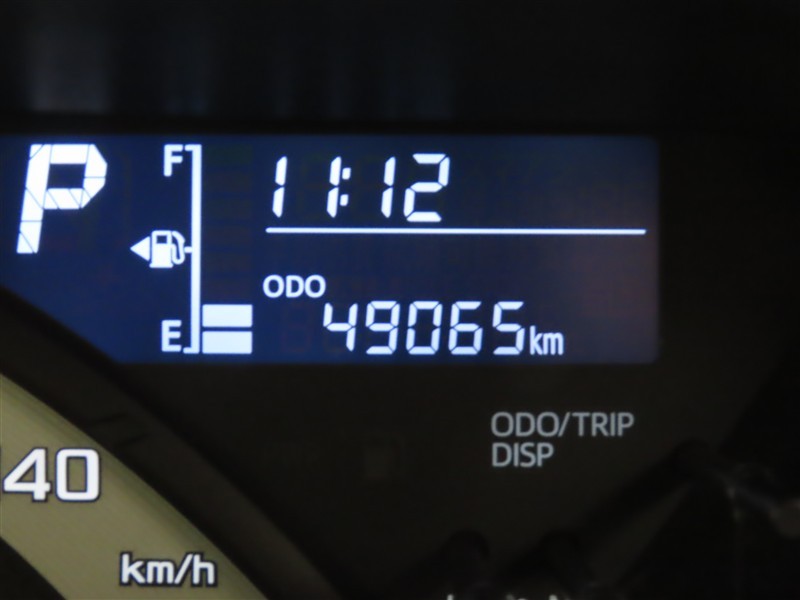 P
F
11:12
ODO
49065km
E
ODO/TRIP
DISP
140
km/h